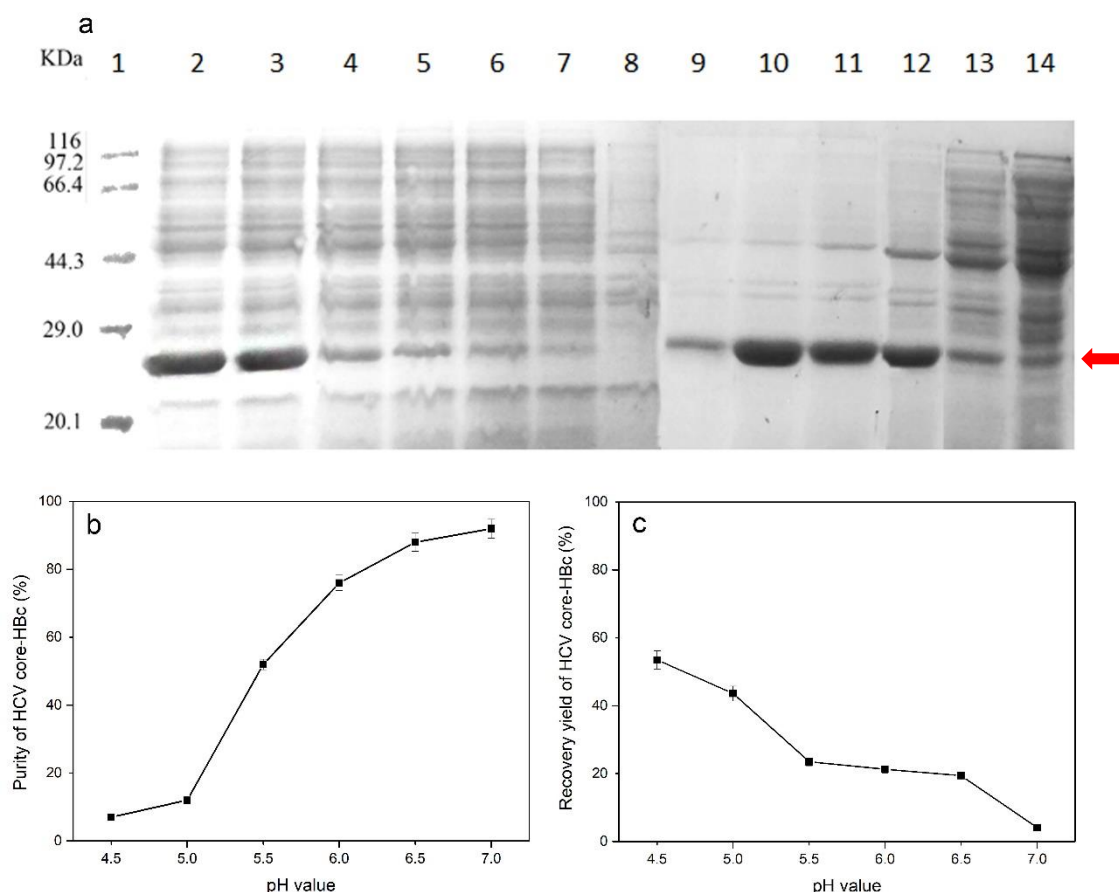 a
KDa 1 2 3 4 5 6 7 8 9 10 11 12 13 14
116
97.2
66.4
44.3
29.0
20.1
b
Purity of HCV core-HBc (%)
100
80
60
40
20
0
4.5 5.0 5.5 6.0 6.5 7.0
pH value
c
Recovery yield of HCV core-HBc (%)
100
80
60
40
20
0
4.5 5.0 5.5 6.0 6.5 7.0
pH value